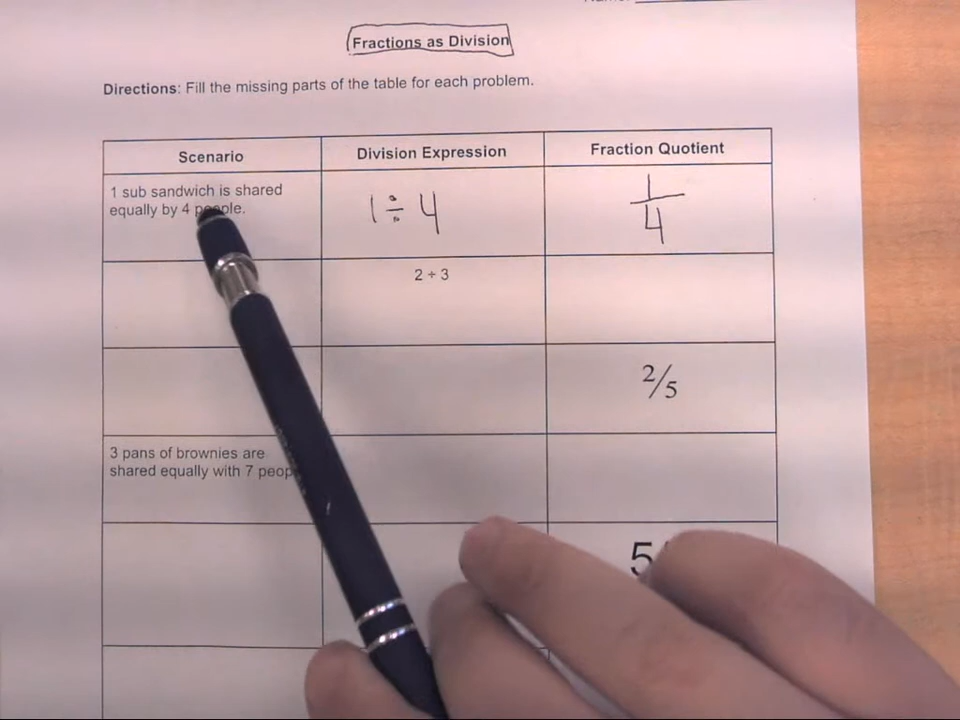 Fractions as Division
Directions: Fill the missing parts of the table for each problem.
Scenario
Division Expression
Fraction Quotient
1 sub sandwich is shared
equally by 4 people.
1 ÷ 4
1/4
2 ÷ 3
2/5
3 pans of brownies are
shared equally with 7
5